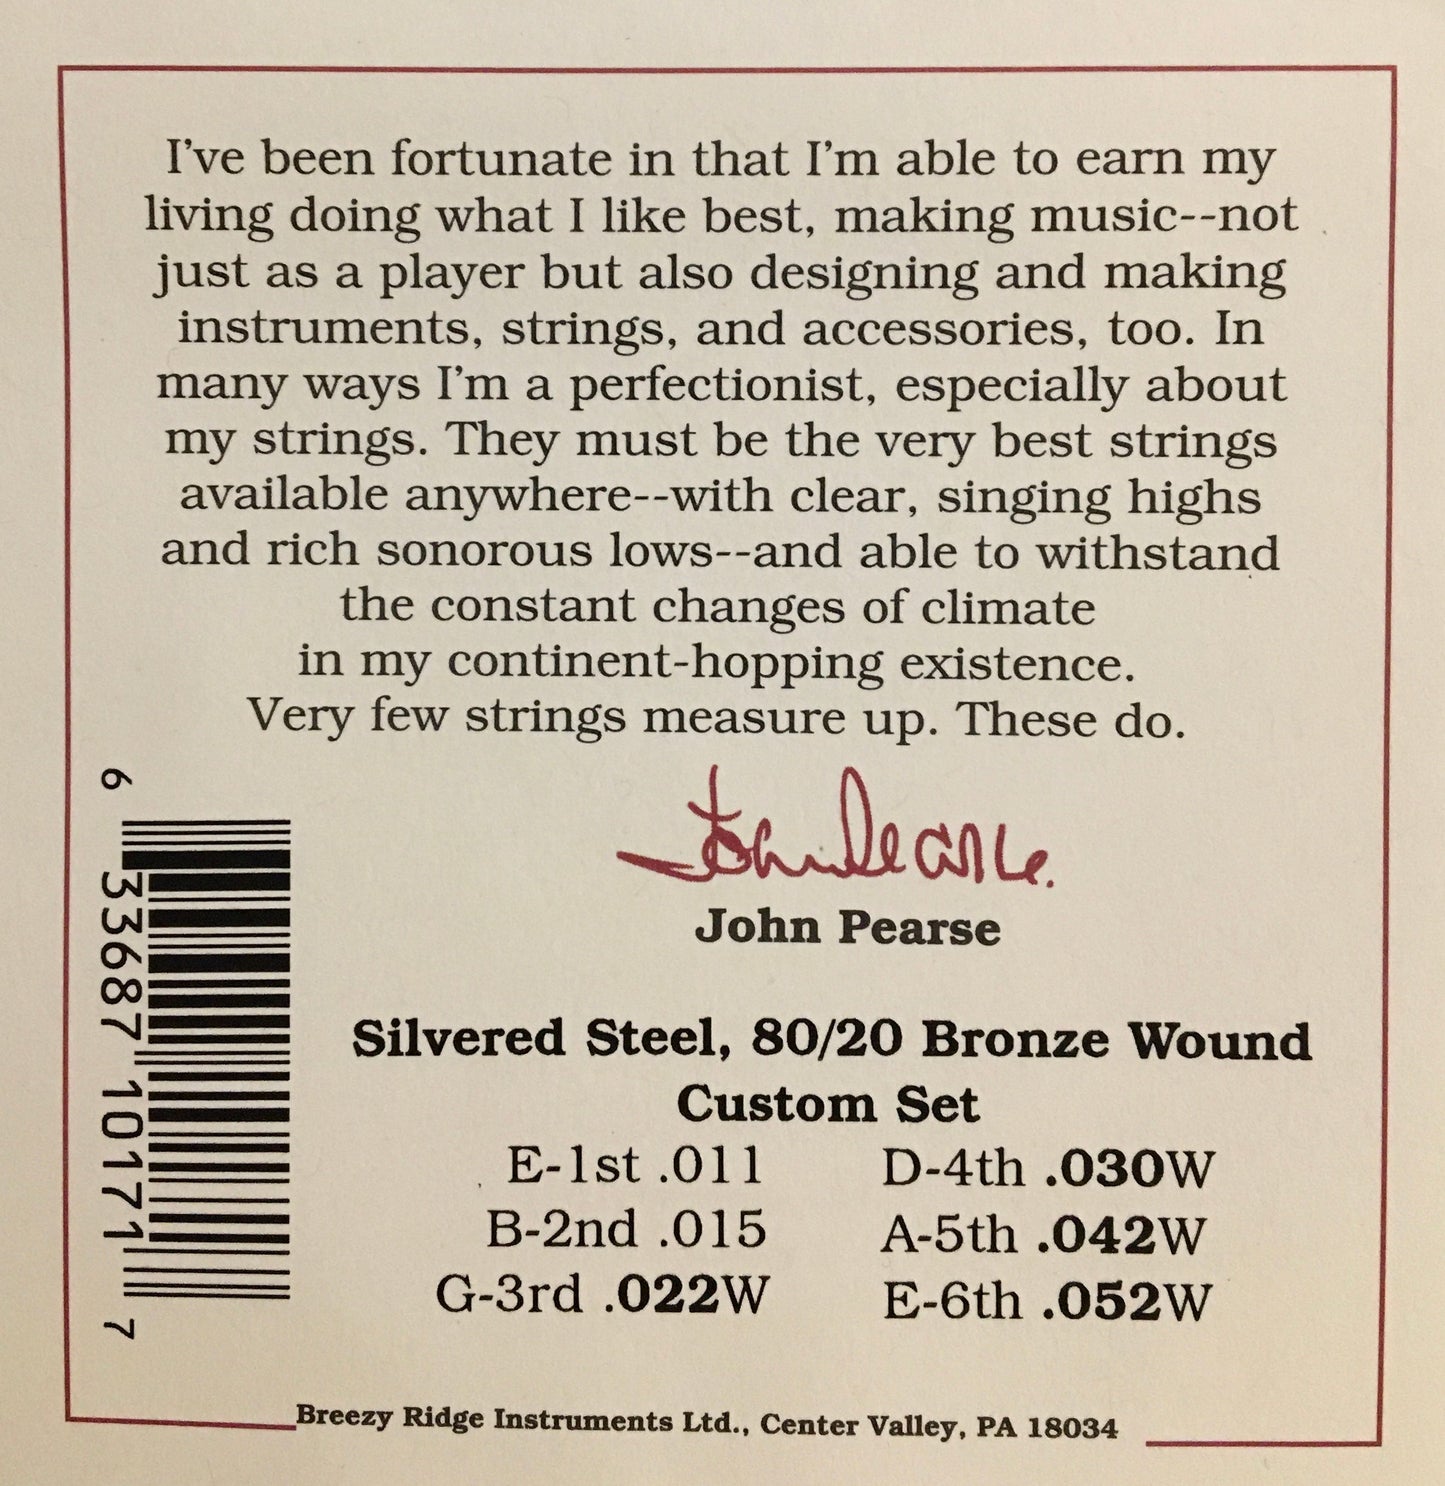 I've been fortunate in that I'm able to earn my
living doing what I like best, making music--not
just as a player but also designing and making
instruments, strings, and accessories, too. In
many ways I'm a perfectionist, especially about
my strings. They must be the very best strings
available anywhere--with clear, singing highs
and rich sonorous lows--and able to withstand
the constant changes of climate
in my continent-hopping existence.
Very few strings measure up. These do.
John Pearse.
John Pearse
6 33687 10171 7
Silvered Steel, 80/20 Bronze Wound
Custom Set
E-1st .011 D-4th .030W
B-2nd .015 A-5th .042W
G-3rd .022W E-6th .052W
Breezy Ridge Instruments Ltd., Center Valley, PA 18034